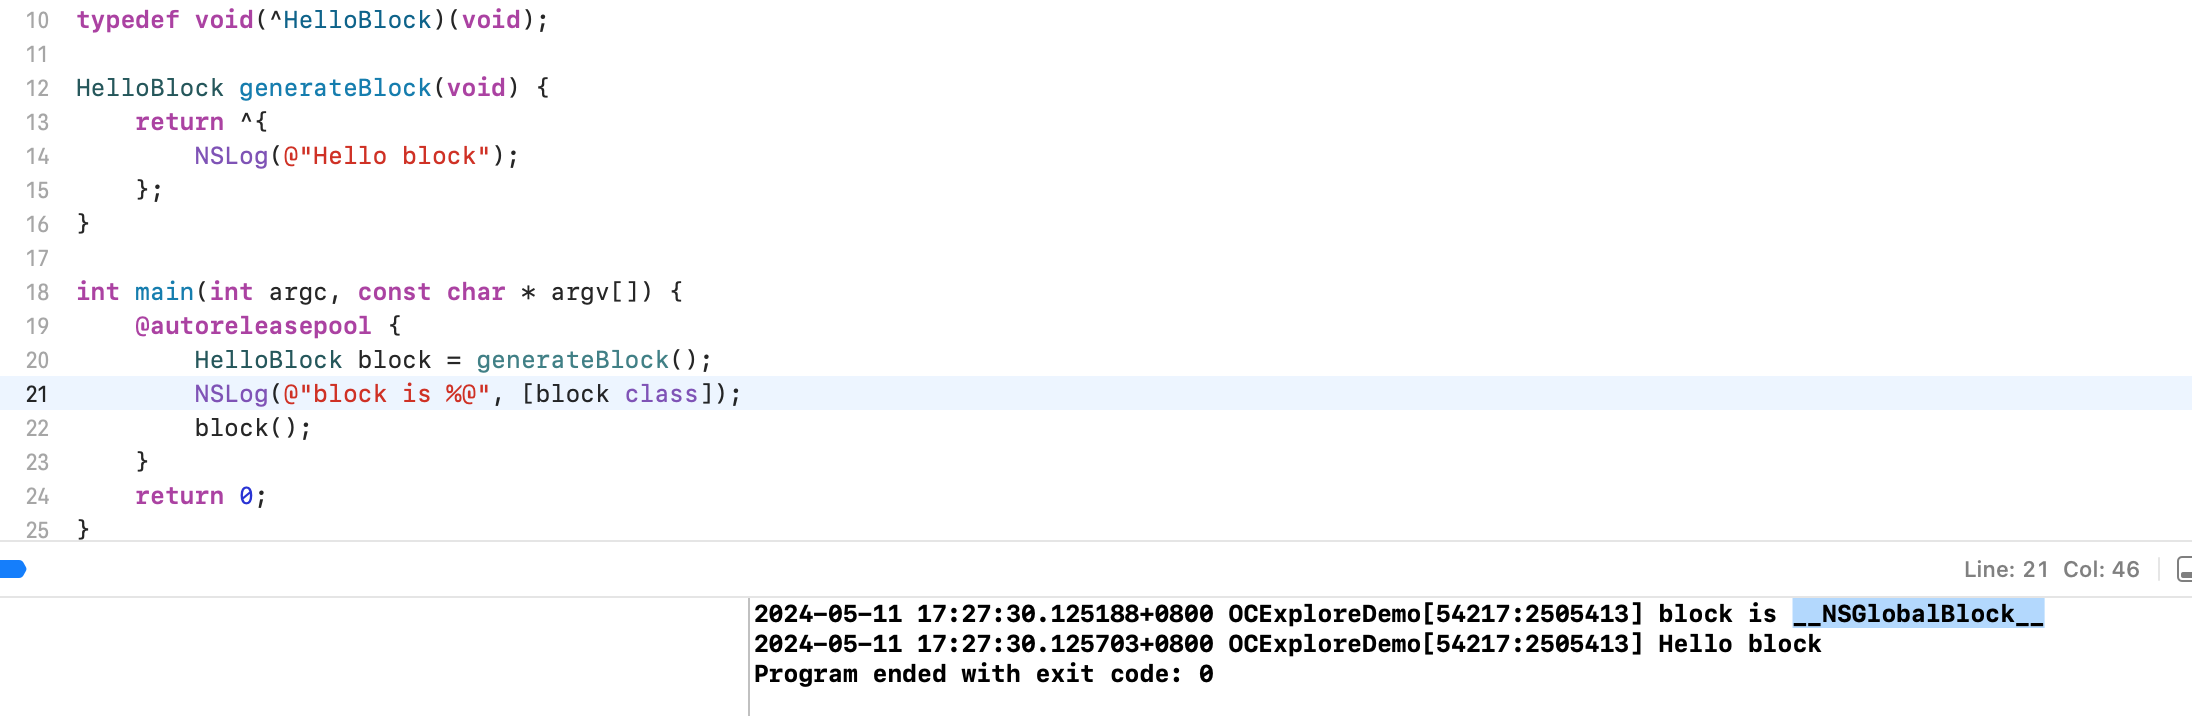 10 typedef void(^HelloBlock)(void);
11
12 HelloBlock generateBlock(void) {
13     return ^{
14         NSLog(@"Hello block");
15     };
16 }
17
18 int main(int argc, const char * argv[]) {
19     @autoreleasepool {
20         HelloBlock block = generateBlock();
21         NSLog(@"block is %@", [block class]);
22         block();
23     }
24     return 0;
25 }
Line: 21 Col: 46
2024-05-11 17:27:30.125188+0800 OCExploreDemo[54217:2505413] block is __NSGlobalBlock__
2024-05-11 17:27:30.125703+0800 OCExploreDemo[54217:2505413] Hello block
Program ended with exit code: 0